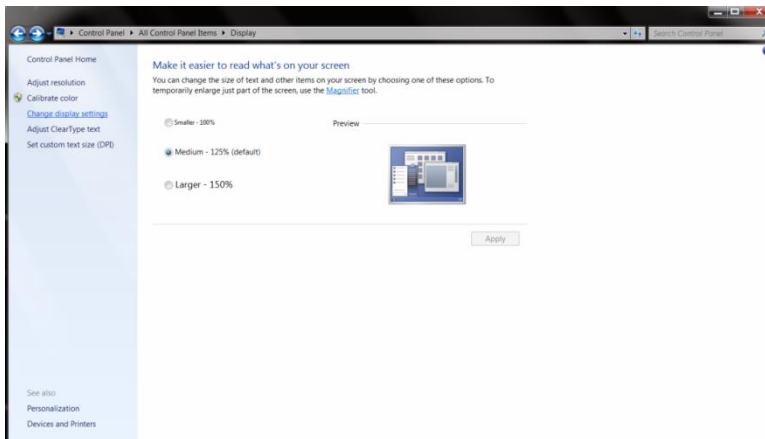 Control Panel ▸ All Control Panel Items ▸ Display
Search Control Panel
Control Panel Home
Adjust resolution
Calibrate color
Change display settings
Adjust ClearType text
Set custom text size (DPI)
Make it easier to read what's on your screen
You can change the size of text and other items on your screen by choosing one of these options. To
temporarily enlarge just part of the screen, use the Magnifier tool.
Smaller - 100%
Preview
Medium - 125% (default)
Larger - 150%
Apply
See also
Personalization
Devices and Printers